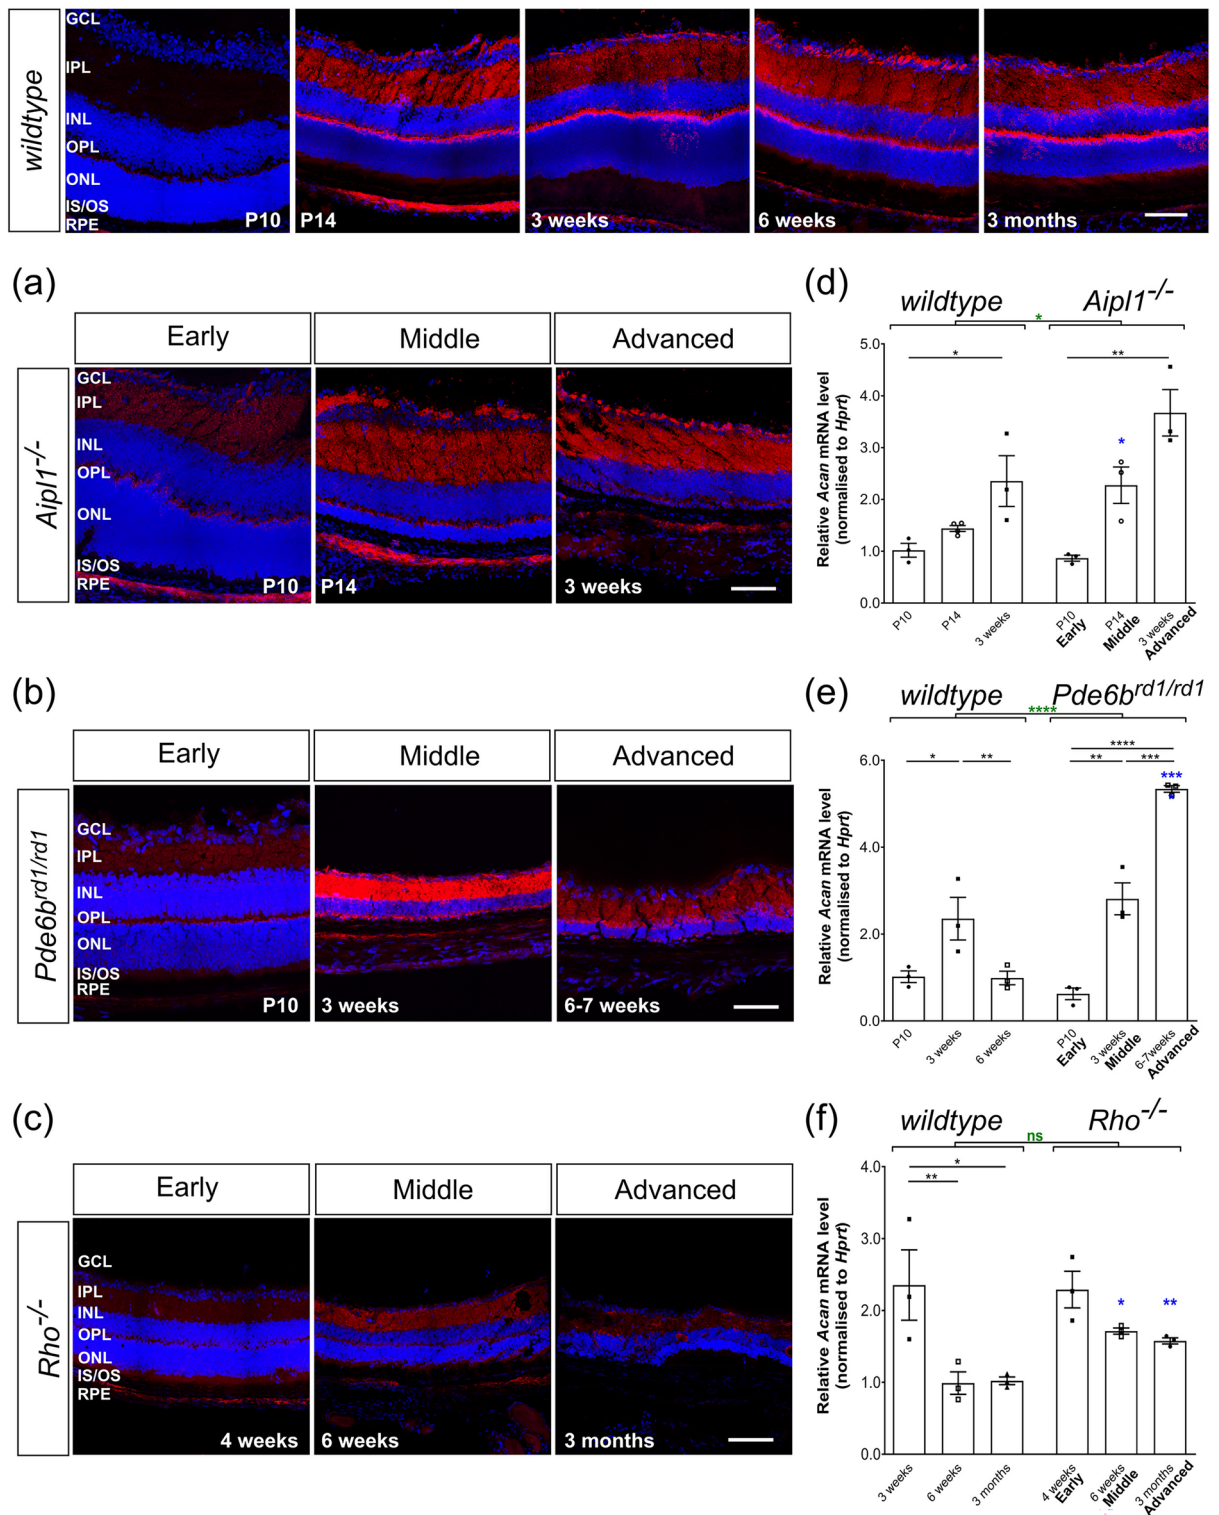 wildtype
GCL
IPL
INL
OPL
ONL
IS/OS
RPE
P10
P14
3 weeks
6 weeks
3 months
(a)
Early
Middle
Advanced
Aipl1-/-
GCL
IPL
INL
OPL
ONL
IS/OS
RPE
P10
P14
3 weeks
(d)
wildtype
Aipl1-/-
*
* **
*
Relative Acan mRNA level
(normalised to Hprt)
5.0
4.0
3.0
2.0
1.0
0.0
P10
P14
3 weeks
P10
Early
P14
Middle
3 weeks
Advanced
(b)
Early
Middle
Advanced
Pde6brd1/rd1
GCL
IPL
INL
OPL
ONL
IS/OS
RPE
P10
3 weeks
6-7 weeks
(e)
wildtype
Pde6brd1/rd1
****
****
* ** ** ***
***
*
Relative Acan mRNA level
(normalised to Hprt)
6.0
4.0
2.0
0.0
P10
3 weeks
6 weeks
P10
Early
3 weeks
Middle
6-7weeks
Advanced
(c)
Early
Middle
Advanced
Rho-/-
GCL
IPL
INL
OPL
ONL
IS/OS
RPE
4 weeks
6 weeks
3 months
(f)
wildtype
Rho-/-
ns
*
**
* **
Relative Acan mRNA level
(normalised to Hprt)
4.0
3.0
2.0
1.0
0.0
3 weeks
6 weeks
3 months
4 weeks
Early
6 weeks
Middle
3 months
Advanced